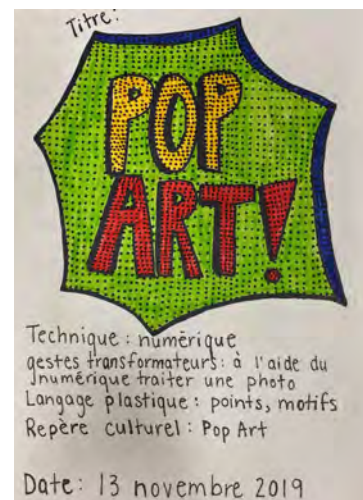 Titre:
POP
ART!
Technique : numérique
gestes transformateurs: à l'aide du
numérique traiter une photo
Langage plastique : points, motifs
Repère culturel : Pop Art
Date: 13 novembre 2019